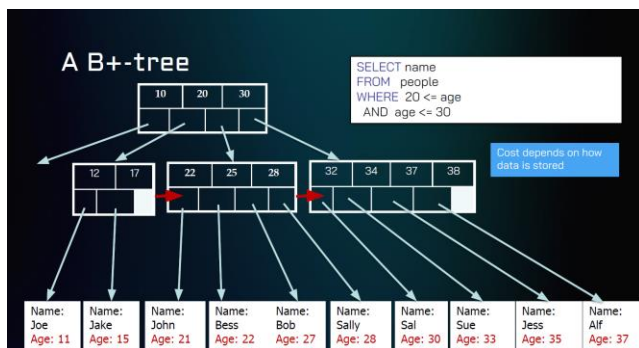 A B+-tree
SELECT name
FROM people
WHERE 20 <= age
AND age <= 30
10 20 30
Cost depends on how
data is stored
12 17 22 25 28 32 34 37 38
Name: Name: Name: Name: Name: Name: Name: Name: Name: Name:
Joe Jake John Bess Bob Sally Sal Sue Jess Alf
Age: 11 Age: 15 Age: 21 Age: 22 Age: 27 Age: 28 Age: 30 Age: 33 Age: 35 Age: 37